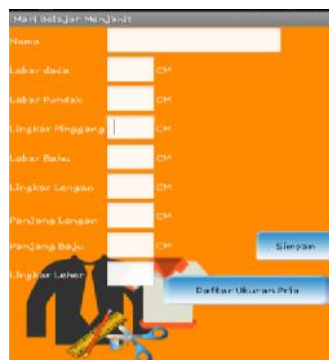 Mari Belajar Menjahit
Nama
Lebar dada CM
Lebar Pundak CM
Lingkar Pinggang CM
Lebar Bahu CM
Lingkar Lengan CM
Panjang Lengan CM
Panjang Baju CM
Simpan
Lingkar Leher
Daftar Ukuran Pria